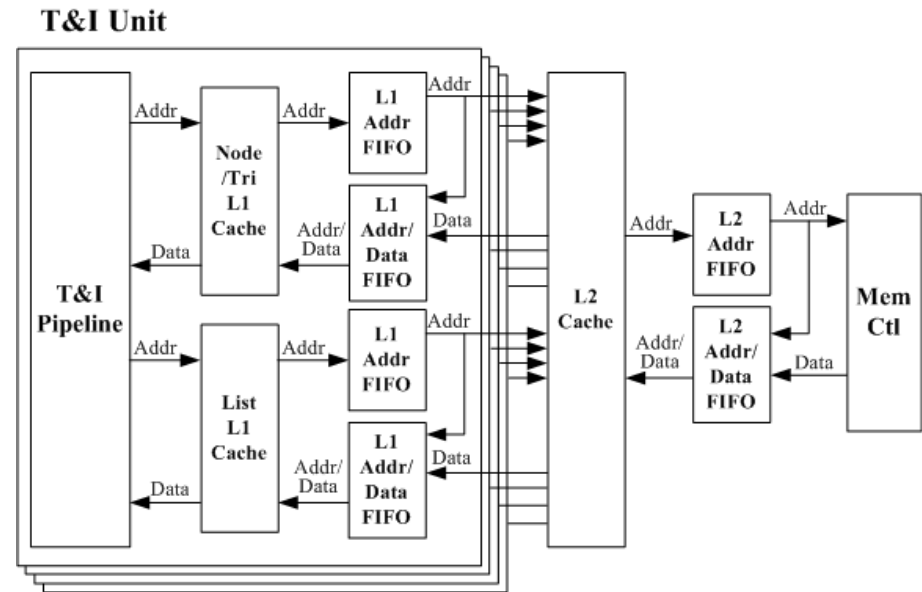 T&I Unit
T&I
Pipeline
Addr
Node
/Tri
L1
Cache
Data
Addr
Addr/
Data
L1
Addr
FIFO
L1
Addr/
Data
FIFO
Addr
Data
Addr
List
L1
Cache
Data
Addr
Addr/
Data
L1
Addr
FIFO
L1
Addr/
Data
FIFO
Addr
Data
L2
Cache
Addr
Addr/
Data
L2
Addr
FIFO
L2
Addr/
Data
FIFO
Addr
Data
Mem
Ctl